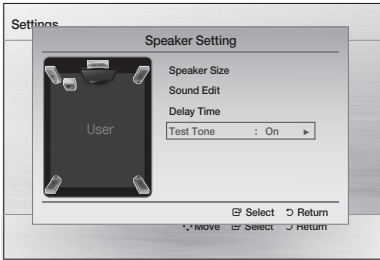 Settings
Speaker Setting
Speaker Size
Sound Edit
Delay Time
User
Test Tone : On ►
Select Return
Move Select Return